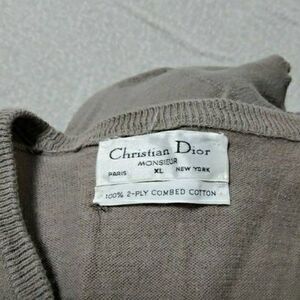 Christian Dior
MONSIEUR
PARIS XL NEW YORK
100% 2-PLY COMBED COTTON